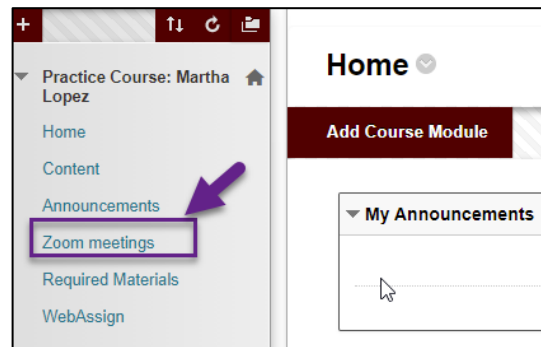 Practice Course: Martha
Lopez
Home
Content
Announcements
Zoom meetings
Required Materials
WebAssign
Home
Add Course Module
My Announcements